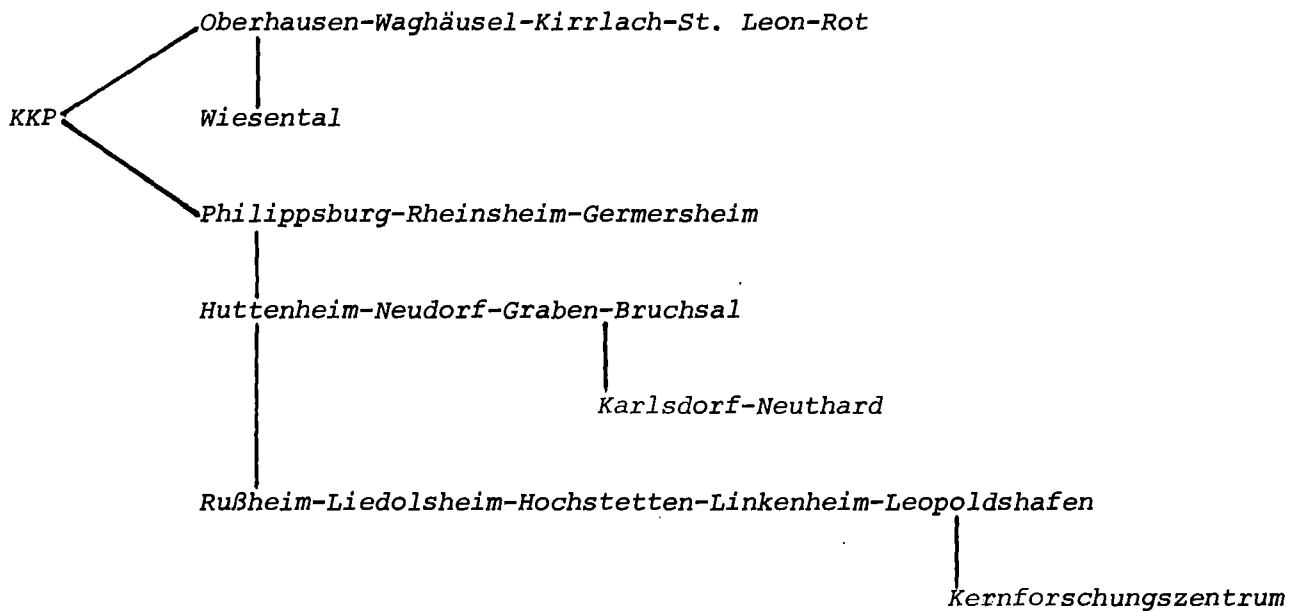 Oberhausen-Waghäusel-Kirrlach-St. Leon-Rot
KKP
Wiesental
Philippsburg-Rheinsheim-Germersheim
Huttenheim-Neudorf-Graben-Bruchsal
Karlsdorf-Neuthard
Rußheim-Liedolsheim-Hochstetten-Linkenheim-Leopoldshafen
Kernforschungszentrum